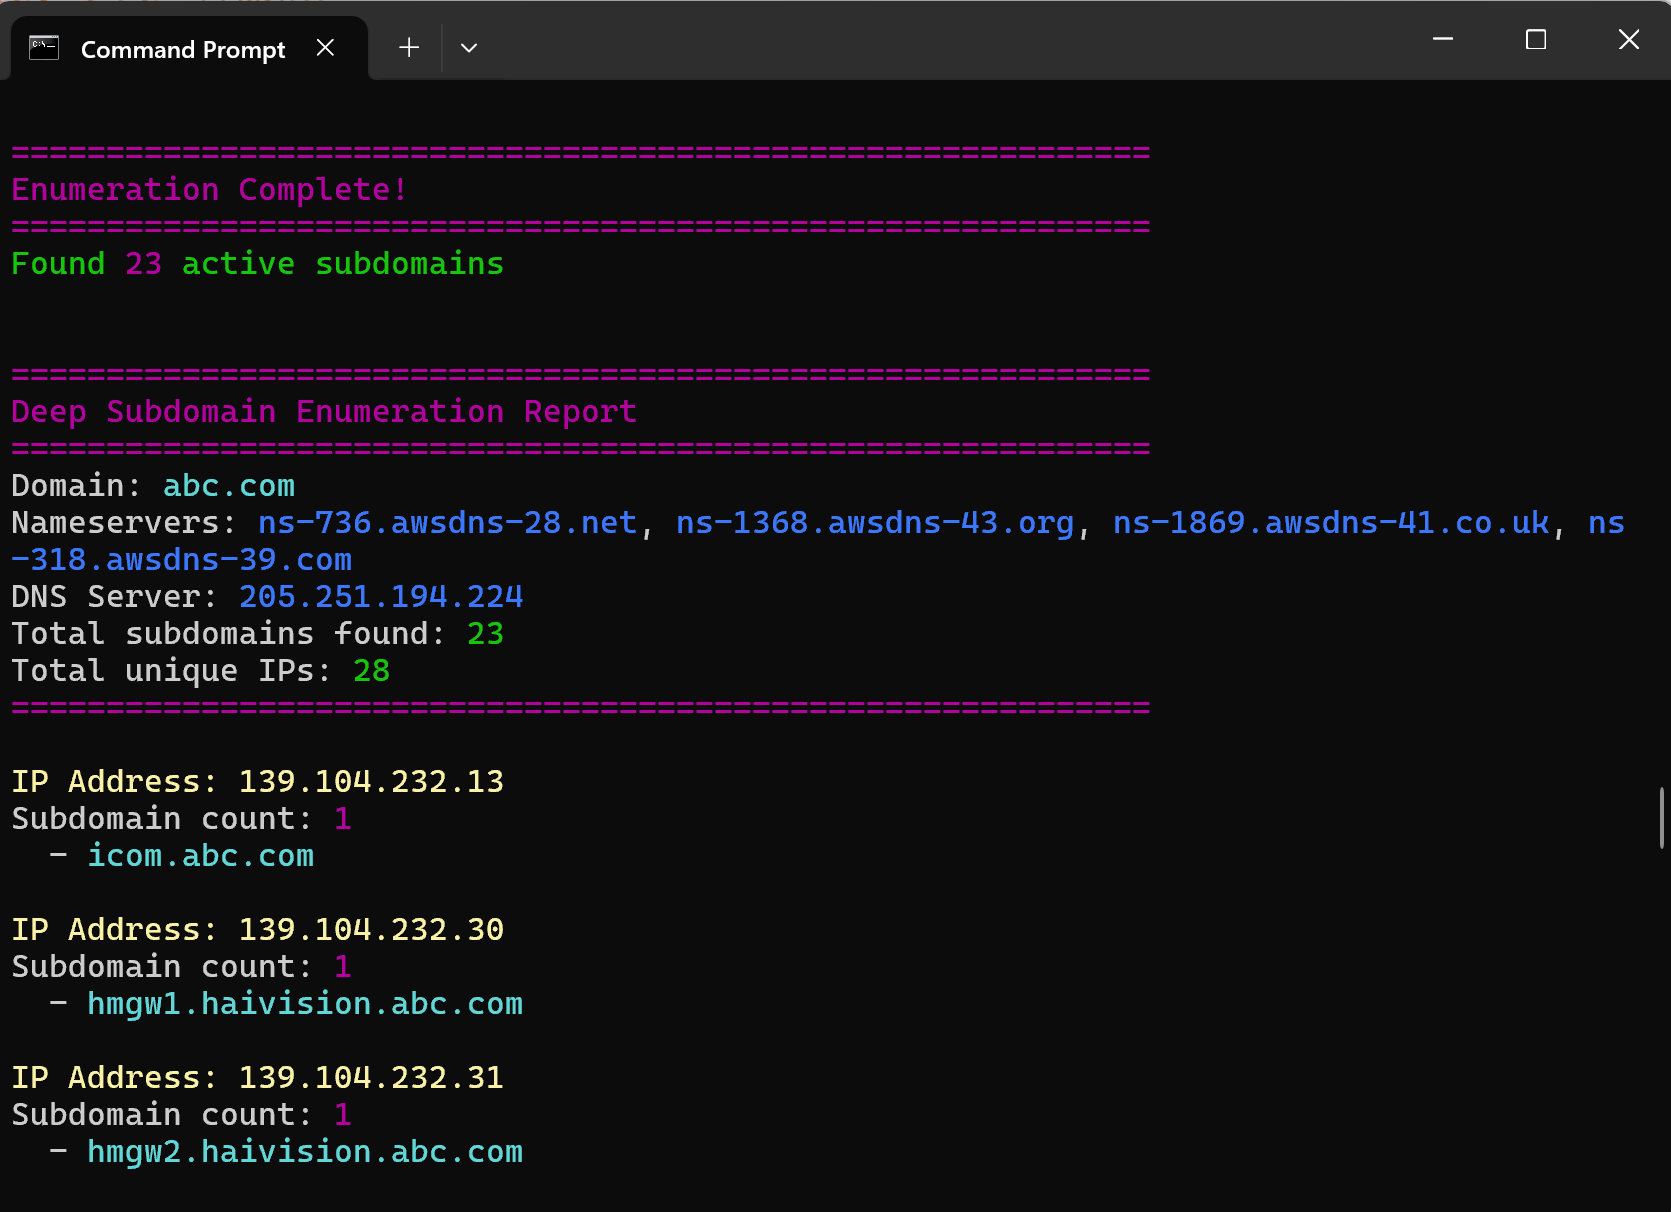 Command Prompt
============================================================
Enumeration Complete!
============================================================
Found 23 active subdomains
============================================================
Deep Subdomain Enumeration Report
============================================================
Domain: abc.com
Nameservers: ns-736.awsdns-28.net, ns-1368.awsdns-43.org, ns-1869.awsdns-41.co.uk, ns
-318.awsdns-39.com
DNS Server: 205.251.194.224
Total subdomains found: 23
Total unique IPs: 28
============================================================
IP Address: 139.104.232.13
Subdomain count: 1
  - icom.abc.com
IP Address: 139.104.232.30
Subdomain count: 1
  - hmgw1.haivision.abc.com
IP Address: 139.104.232.31
Subdomain count: 1
  - hmgw2.haivision.abc.com